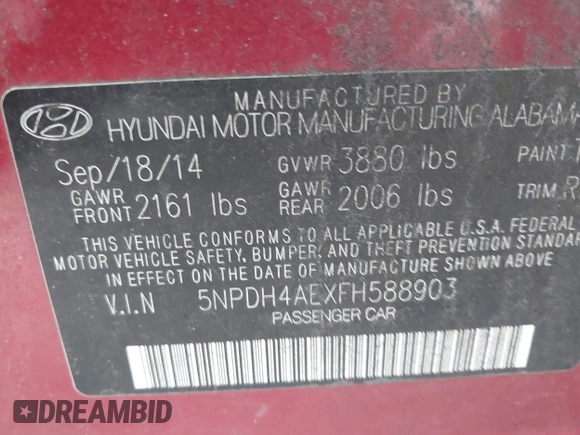 MANUFACTURED BY
HYUNDAI MOTOR MANUFACTURING ALABAMA
Sep/18/14 GVWR 3880 lbs PAINT
GAWR FRONT 2161 lbs GAWR REAR 2006 lbs TRIM R
THIS VEHICLE CONFORMS TO ALL APPLICABLE U.S.A. FEDERAL
MOTOR VEHICLE SAFETY, BUMPER, AND THEFT PREVENTION STANDA
IN EFFECT ON THE DATE OF MANUFACTURE SHOWN ABOVE
V.I.N 5NPDH4AEXFH588903
PASSENGER CAR
DREAMBID